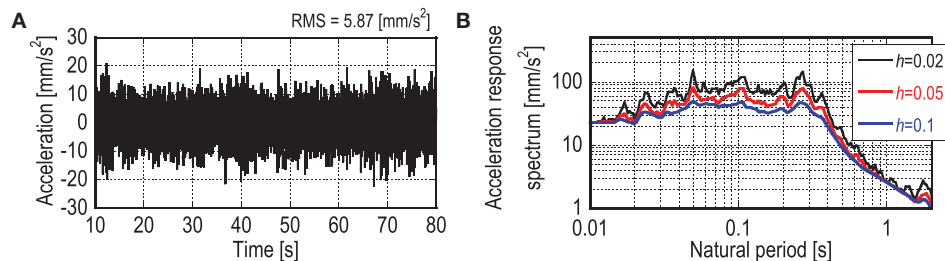 A
RMS = 5.87 [mm/s²]
Acceleration [mm/s²]
30
20
10
0
-10
-20
-30
10 20 30 40 50 60 70 80
Time [s]
B
Acceleration response
spectrum [mm/s²]
100
10
1
h=0.02
h=0.05
h=0.1
0.01 0.1 1
Natural period [s]